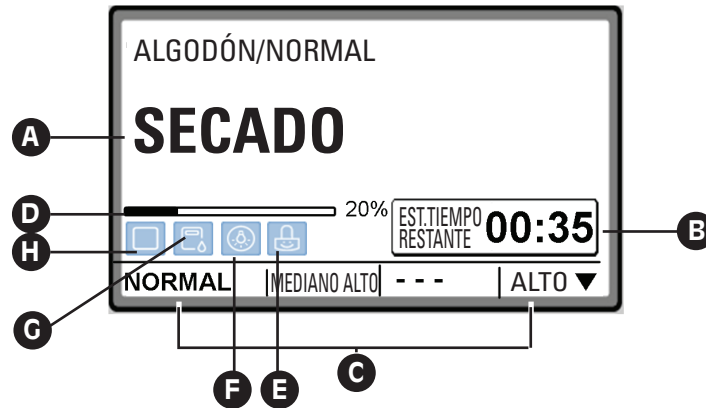 ALGODÓN/NORMAL
A
SECADO
D
20%
EST.TIEMPO
RESTANTE
00:35
B
H
NORMAL
MEDIANO ALTO
- - -
ALTO ▼
G
F
E
C